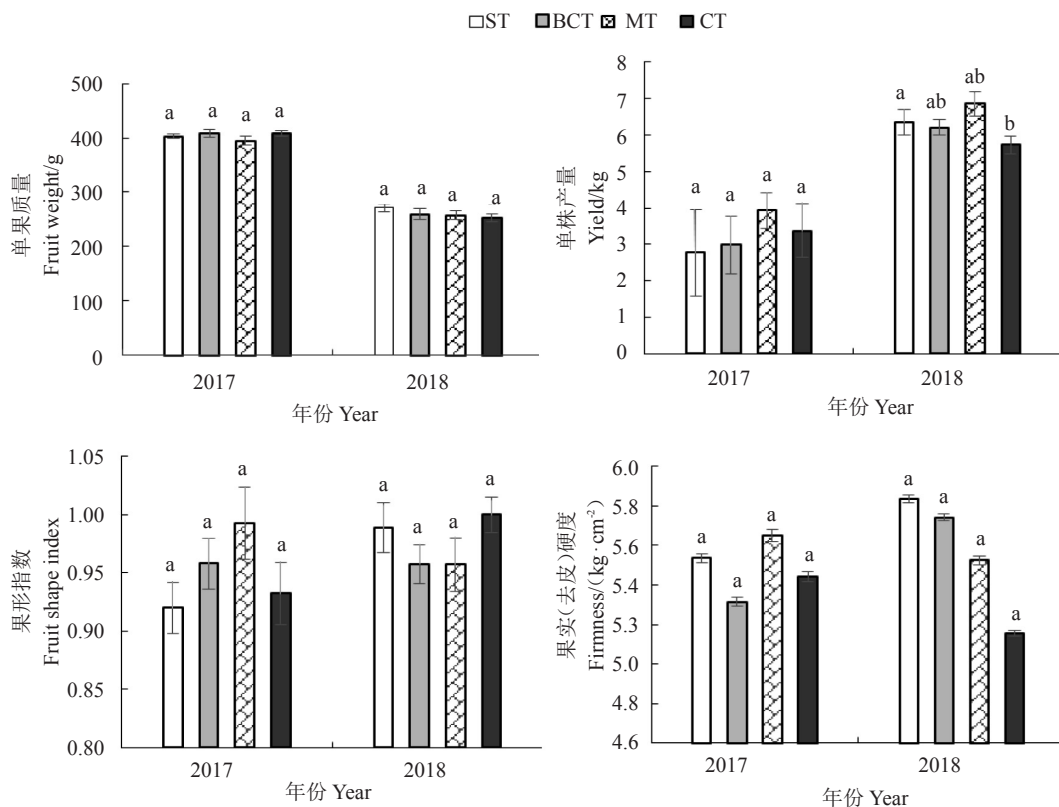 ST BCT MT CT
单果质量
Fruit weight/g
500
400
300
200
100
0
a a a a
a a a a
2017 2018
年份 Year
单株产量
Yield/kg
8
7
6
5
4
3
2
1
0
a a a a
a ab ab b
2017 2018
年份 Year
果形指数
Fruit shape index
1.05
1.00
0.95
0.90
0.85
0.80
a a a a
a a a a
2017 2018
年份 Year
果实(去皮)硬度
Firmness/(kg·cm⁻²)
6.0
5.8
5.6
5.4
5.3
5.0
4.8
4.6
a a a a
a a a a
2017 2018
年份 Year